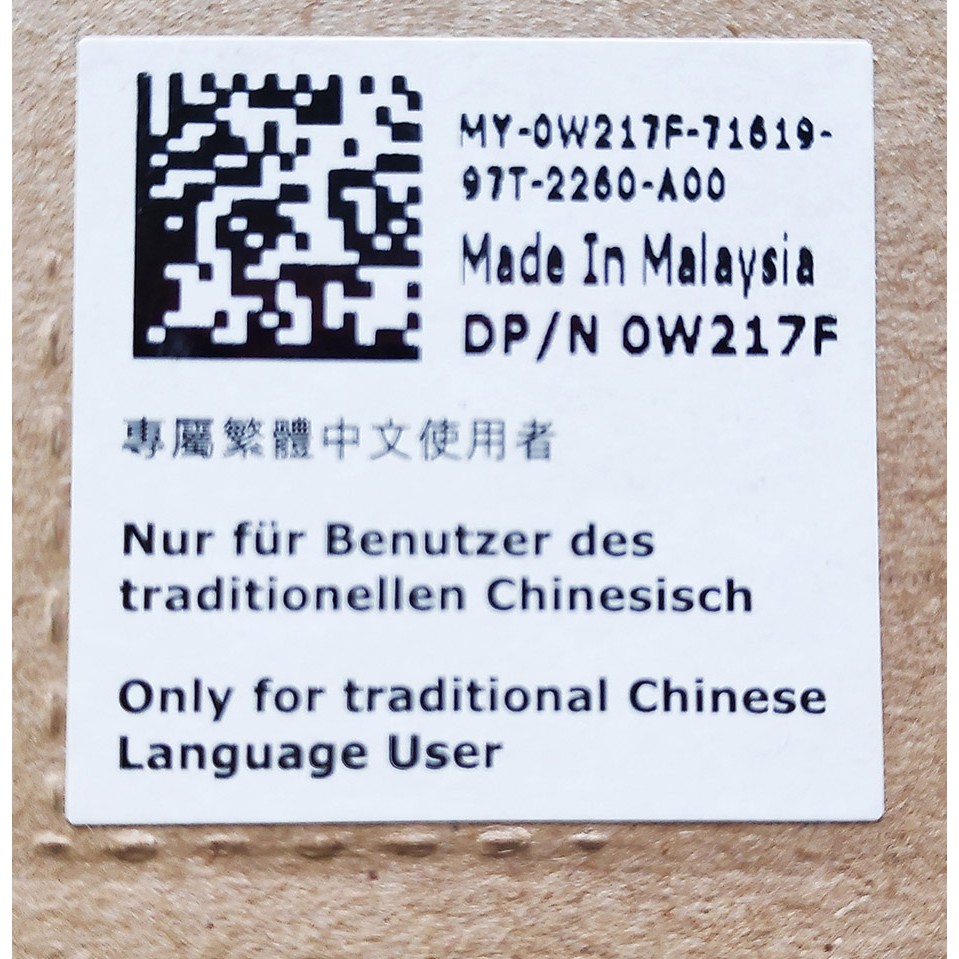 MY-0W217F-71619-
97T-2260-A00
Made In Malaysia
DP/N 0W217F
專屬繁體中文使用者
Nur für Benutzer des
traditionellen Chinesisch
Only for traditional Chinese
Language User